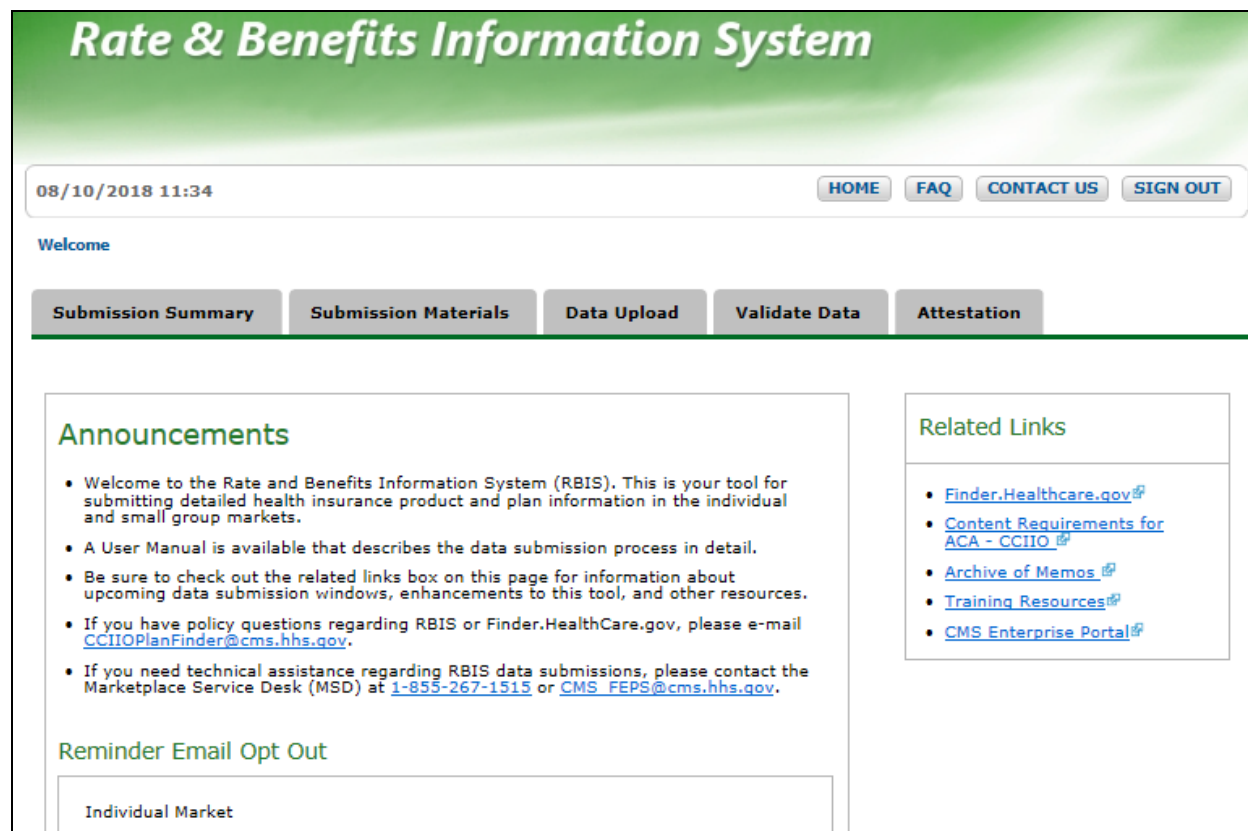 Rate & Benefits Information System
08/10/2018 11:34
HOME FAQ CONTACT US SIGN OUT
Welcome
Submission Summary Submission Materials Data Upload Validate Data Attestation
Announcements
• Welcome to the Rate and Benefits Information System (RBIS). This is your tool for
submitting detailed health insurance product and plan information in the individual
and small group markets.
• A User Manual is available that describes the data submission process in detail.
• Be sure to check out the related links box on this page for information about
upcoming data submission windows, enhancements to this tool, and other resources.
• If you have policy questions regarding RBIS or Finder.HealthCare.gov, please e-mail
CCIIOPlanFinder@cms.hhs.gov.
• If you need technical assistance regarding RBIS data submissions, please contact the
Marketplace Service Desk (MSD) at 1-855-267-1515 or CMS_FEPS@cms.hhs.gov.
Reminder Email Opt Out
Individual Market
Related Links
• Finder.Healthcare.gov
• Content Requirements for
ACA - CCIIO
• Archive of Memos
• Training Resources
• CMS Enterprise Portal